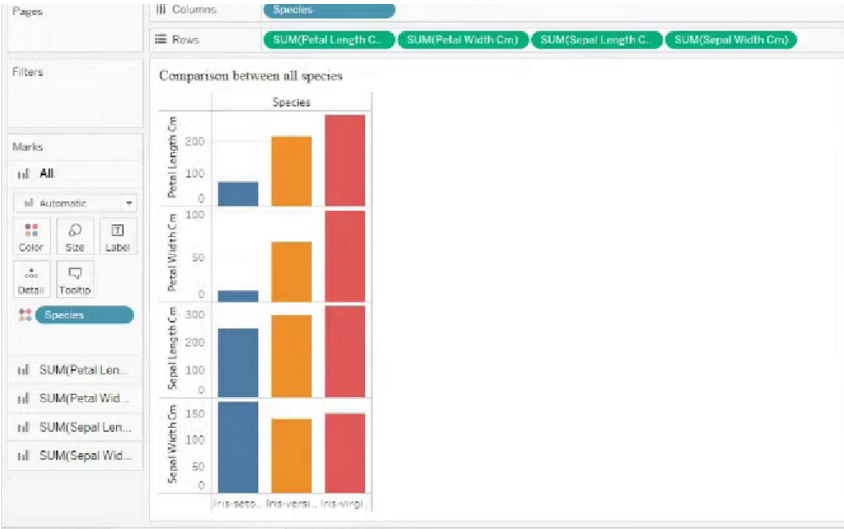 Pages
Columns
Species
Rows
SUM(Petal Length C..
SUM(Petal Width Cm)
SUM(Sepal Length C..
SUM(Sepal Width Cm)
Filters
Comparison between all species
Species
Marks
All
Automatic
Color
Size
Label
Detail
Tooltip
Species
SUM(Petal Len...
SUM(Petal Wid...
SUM(Sepal Len...
SUM(Sepal Wid...
Petal Length Cm
200
100
0
Petal Width Cm
100
50
0
Sepal Length Cm
300
200
100
0
Sepal Width Cm
150
100
50
0
Iris-seto..
Iris-versi..
Iris-virgi..